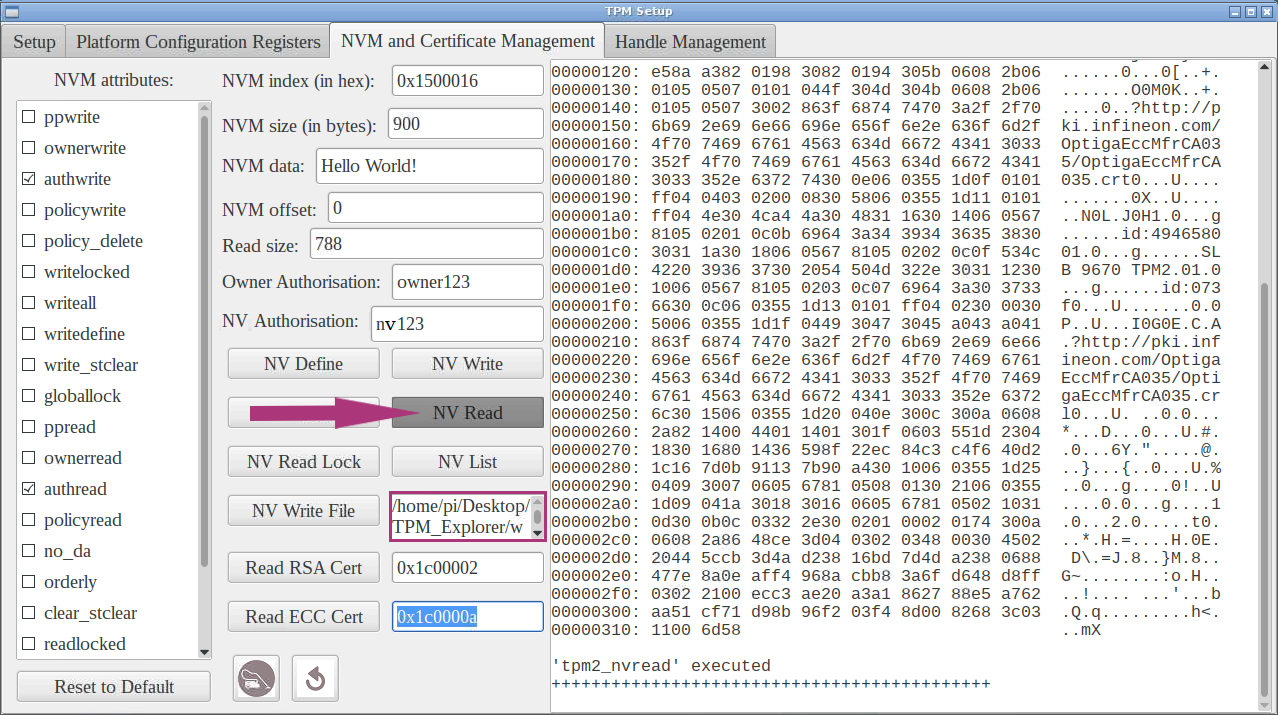 TPM Setup
Setup
Platform Configuration Registers
NVM and Certificate Management
Handle Management
NVM attributes:
ppwrite
ownerwrite
authwrite
policywrite
policy_delete
writelocked
writeall
writedefine
write_stclear
globallock
ppread
ownerread
authread
policyread
no_da
orderly
clear_stclear
readlocked
Reset to Default
NVM index (in hex): 0x1500016
NVM size (in bytes): 900
NVM data: Hello World!
NVM offset: 0
Read size: 788
Owner Authorisation: owner123
NV Authorisation: nv123
NV Define
NV Write
NV Read
NV Read Lock
NV List
NV Write File
/home/pi/Desktop/
TPM_Explorer/w
Read RSA Cert
0x1c00002
Read ECC Cert
0x1c0000a
00000120: e58a a382 0198 3082 0194 305b 0608 2b06 ......0...0[..+.
00000130: 0105 0507 0101 044f 304d 304b 0608 2b06 .......O0M0K..+.
00000140: 0105 0507 3002 863f 6874 7470 3a2f 2f70 ....0..?http://p
00000150: 6b69 2e69 6e66 696e 656f 6e2e 636f 6d2f ki.infineon.com/
00000160: 4f70 7469 6761 4563 634d 6672 4341 3033 OptigaEccMfrCA03
00000170: 352f 4f70 7469 6761 4563 634d 6672 4341 5/OptigaEccMfrCA
00000180: 3033 352e 6372 7430 0e06 0355 1d0f 0101 035.crt0...U....
00000190: ff04 0403 0200 0830 5806 0355 1d11 0101 .......0X..U....
000001a0: ff04 4e30 4ca4 4a30 4831 1630 1406 0567 ..N0L.J0H1.0...g
000001b0: 8105 0201 0c0b 6964 3a34 3934 3635 3830 ......id:4946580
000001c0: 3031 1a30 1806 0567 8105 0202 0c0f 534c 01.0...g......SL
000001d0: 4220 3936 3730 2054 504d 322e 3031 1230 B 9670 TPM2.01.0
000001e0: 1006 0567 8105 0203 0c07 6964 3a30 3733 ...g......id:073
000001f0: 6630 0c06 0355 1d13 0101 ff04 0230 0030 f0...U.......0.0
00000200: 5006 0355 1d1f 0449 3047 3045 a043 a041 P..U...I0G0E.C.A
00000210: 863f 6874 7470 3a2f 2f70 6b69 2e69 6e66 .?http://pki.inf
00000220: 696e 656f 6e2e 636f 6d2f 4f70 7469 6761 ineon.com/Optiga
00000230: 4563 634d 6672 4341 3033 352f 4f70 7469 EccMfrCA035/Opti
00000240: 6761 4563 634d 6672 4341 3033 352e 6372 gaEccMfrCA035.cr
00000250: 6c30 1506 0355 1d20 040e 300c 300a 0608 l0...U. ..0.0...
00000260: 2a82 1400 4401 1401 301f 0603 551d 2304 *...D...0...U.#.
00000270: 1830 1680 1436 598f 22ec 84c3 c4f6 40d2 .0...6Y.".....@.
00000280: 1c16 7d0b 9113 7b90 a430 1006 0355 1d25 ..}...{..0...U.%
00000290: 0409 3007 0605 6781 0508 0130 2106 0355 ..0...g....0!..U
000002a0: 1d09 041a 3018 3016 0605 6781 0502 1031 ....0.0...g....1
000002b0: 0d30 0b0c 0332 2e30 0201 0002 0174 300a .0...2.0.....t0.
000002c0: 0608 2a86 48ce 3d04 0302 0348 0030 4502 ..*.H.=....H.0E.
000002d0: 2044 5ccb 3d4a d238 16bd 7d4d a238 0688 D\.=J.8..}M.8..
000002e0: 477e 8a0e aff4 968a cbb8 3a6f d648 d8ff G~........:o.H..
000002f0: 0302 2100 ecc3 ae20 a3a1 8627 88e5 a762 ..!.... ...'...b
00000300: aa51 cf71 d98b 96f2 03f4 8d00 8268 3c03 .Q.q.........h<.
00000310: 1100 6d58 ..mX
'tpm2_nvread' executed
++++++++++++++++++++++++++++++++++++++++++++